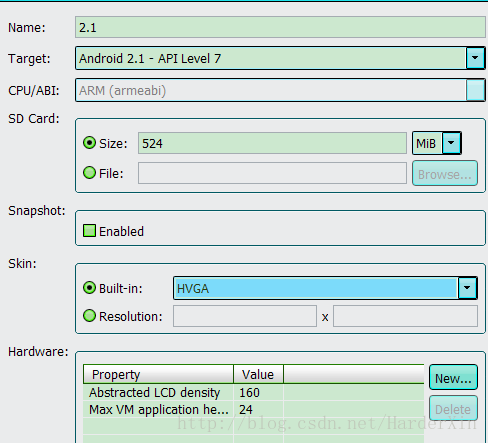 Name: 2.1
Target: Android 2.1 - API Level 7
CPU/ABI: ARM (armeabi)
SD Card:
Size: 524 MiB
File: Browse...
Snapshot:
Enabled
Skin:
Built-in: HVGA
Resolution: x
Hardware:
Property Value New...
Abstracted LCD density 160
Max VM application he... 24 Delete
http://blog.csdn.net/HarderXin